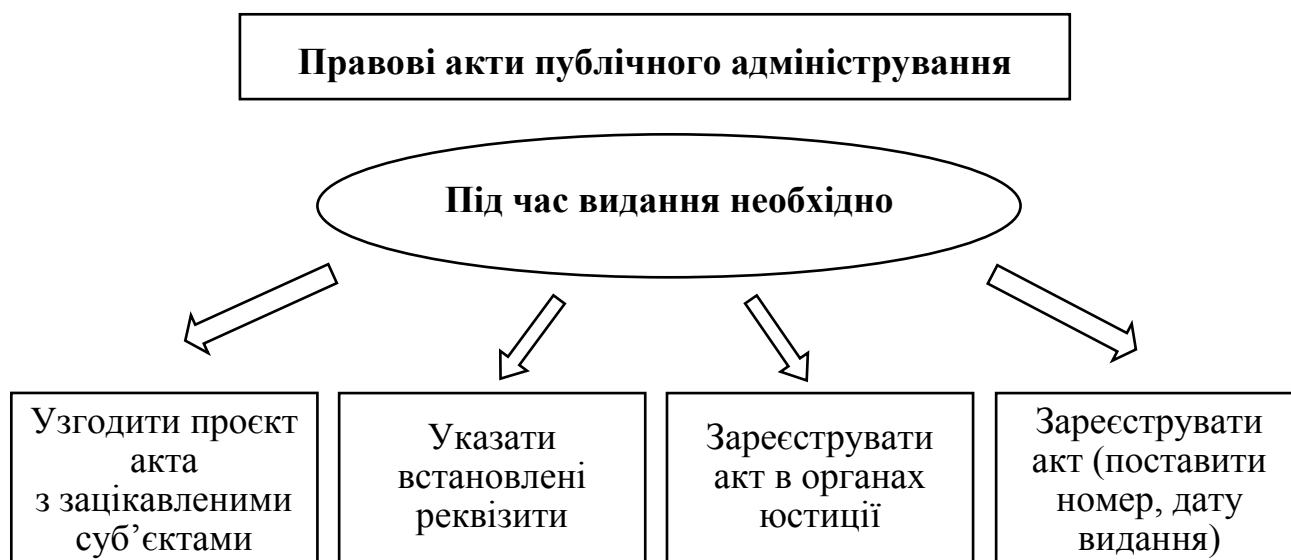 Правові акти публічного адміністрування
Під час видання необхідно
Узгодити проєкт
акта
з зацікавленими
суб’єктами
Указати
встановлені
реквізити
Зареєструвати
акт в органах
юстиції
Зареєструвати
акт (поставити
номер, дату
видання)